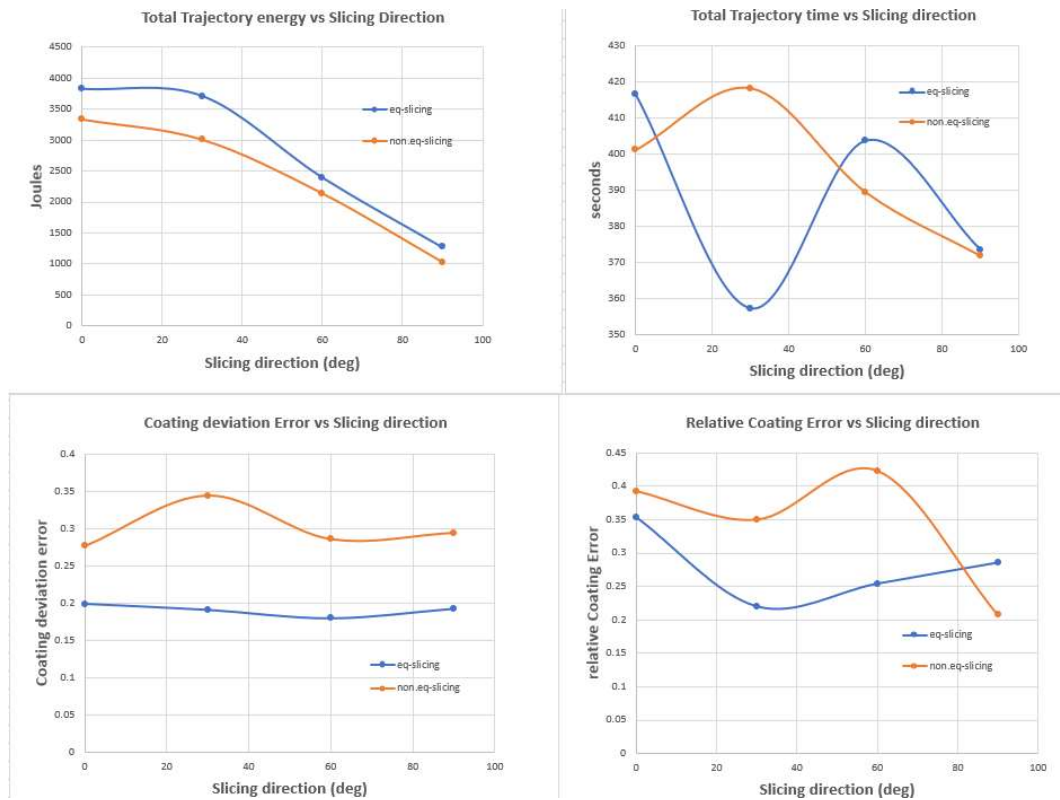 Total Trajectory energy vs Slicing Direction
4500
4000
3500
3000
2500
2000
1500
1000
500
0
Joules
eq-slicing
non.eq-slicing
0 20 40 60 80 100
Slicing direction (deg)
Total Trajectory time vs Slicing direction
430
420
410
400
390
380
370
360
350
seconds
eq-slicing
non.eq-slicing
0 20 40 60 80 100
Slicing direction (deg)
Coating deviation Error vs Slicing direction
0.4
0.35
0.3
0.25
0.2
0.15
0.1
0.05
0
Coating deviation error
eq-slicing
non.eq-slicing
0 20 40 60 80 100
Slicing direction (deg)
Relative Coating Error vs Slicing direction
0.45
0.4
0.35
0.3
0.25
0.2
0.15
0.1
0.05
0
relative Coating Error
eq-slicing
non.eq-slicing
0 20 40 60 80 100
Slicing direction (deg)